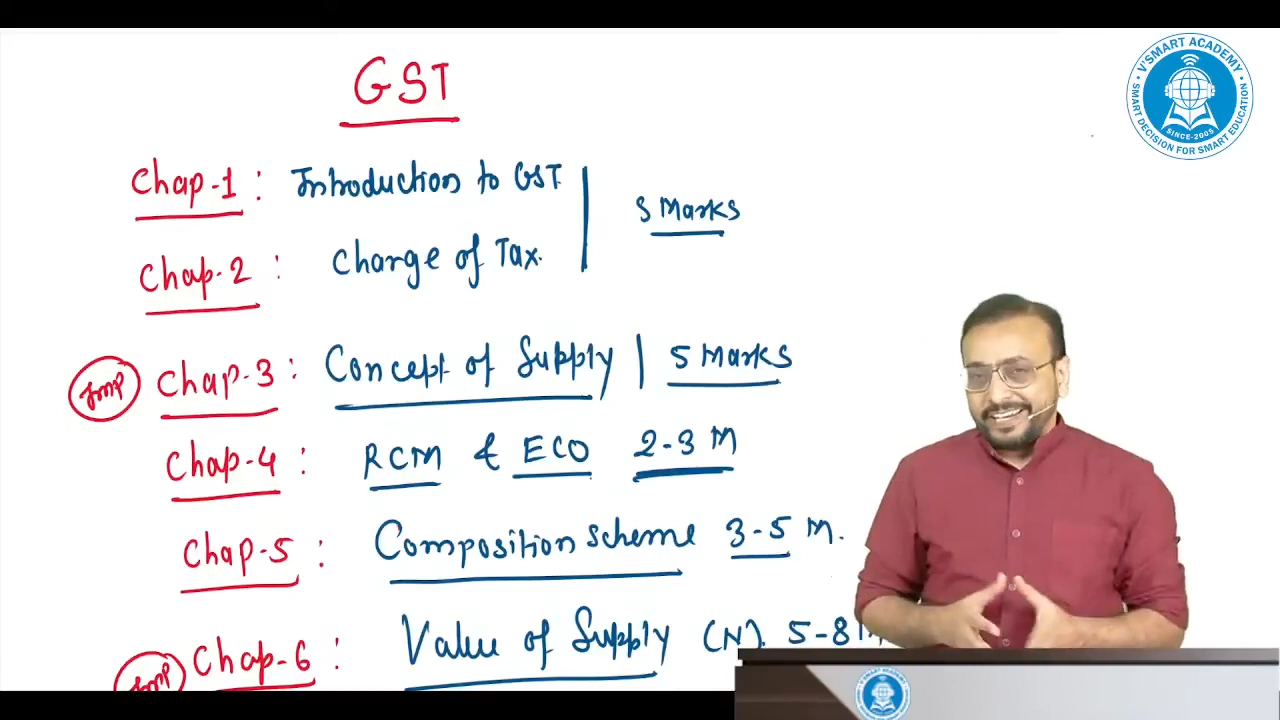 GST
V'SMART ACADEMY
SMART DECISION FOR SMART EDUCATION
SINCE-2005
Chap-1 : Introduction to GST
5 Marks
Chap-2 : Charge of Tax.
Imp Chap-3 : Concept of Supply | 5 Marks
Chap-4 : RCM & ECO 2-3 M
Chap-5 : Composition scheme 3-5 M.
Imp Chap-6 : Value of Supply (N). 5-8